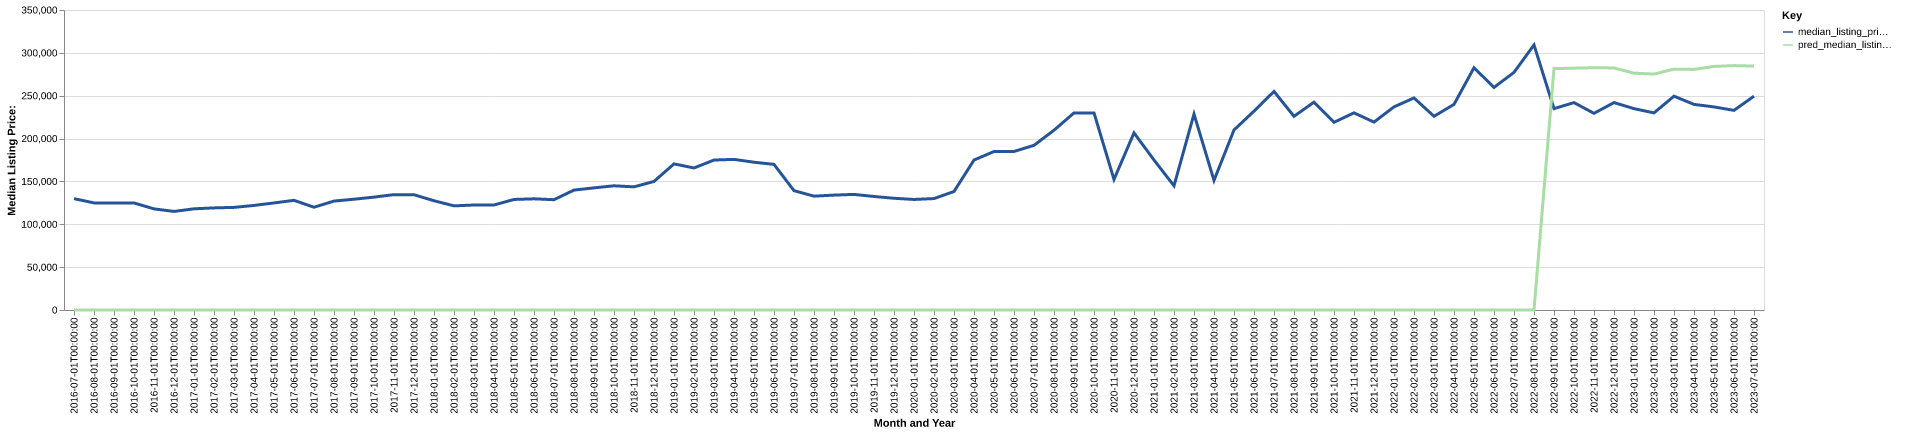 350,000
300,000
250,000
200,000
150,000
100,000
50,000
0
Median Listing Price:
2016-07-01T00:00:00
2016-08-01T00:00:00
2016-09-01T00:00:00
2016-10-01T00:00:00
2016-11-01T00:00:00
2016-12-01T00:00:00
2017-01-01T00:00:00
2017-02-01T00:00:00
2017-03-01T00:00:00
2017-04-01T00:00:00
2017-05-01T00:00:00
2017-06-01T00:00:00
2017-07-01T00:00:00
2017-08-01T00:00:00
2017-09-01T00:00:00
2017-10-01T00:00:00
2017-11-01T00:00:00
2017-12-01T00:00:00
2018-01-01T00:00:00
2018-02-01T00:00:00
2018-03-01T00:00:00
2018-04-01T00:00:00
2018-05-01T00:00:00
2018-06-01T00:00:00
2018-07-01T00:00:00
2018-08-01T00:00:00
2018-09-01T00:00:00
2018-10-01T00:00:00
2018-11-01T00:00:00
2018-12-01T00:00:00
2019-01-01T00:00:00
2019-02-01T00:00:00
2019-03-01T00:00:00
2019-04-01T00:00:00
2019-05-01T00:00:00
2019-06-01T00:00:00
2019-07-01T00:00:00
2019-08-01T00:00:00
2019-09-01T00:00:00
2019-10-01T00:00:00
2019-11-01T00:00:00
2019-12-01T00:00:00
2020-01-01T00:00:00
2020-02-01T00:00:00
2020-03-01T00:00:00
2020-04-01T00:00:00
2020-05-01T00:00:00
2020-06-01T00:00:00
2020-07-01T00:00:00
2020-08-01T00:00:00
2020-09-01T00:00:00
2020-10-01T00:00:00
2020-11-01T00:00:00
2020-12-01T00:00:00
2021-01-01T00:00:00
2021-02-01T00:00:00
2021-03-01T00:00:00
2021-04-01T00:00:00
2021-05-01T00:00:00
2021-06-01T00:00:00
2021-07-01T00:00:00
2021-08-01T00:00:00
2021-09-01T00:00:00
2021-10-01T00:00:00
2021-11-01T00:00:00
2021-12-01T00:00:00
2022-01-01T00:00:00
2022-02-01T00:00:00
2022-03-01T00:00:00
2022-04-01T00:00:00
2022-05-01T00:00:00
2022-06-01T00:00:00
2022-07-01T00:00:00
2022-08-01T00:00:00
2022-09-01T00:00:00
2022-10-01T00:00:00
2022-11-01T00:00:00
2022-12-01T00:00:00
2023-01-01T00:00:00
2023-02-01T00:00:00
2023-03-01T00:00:00
2023-04-01T00:00:00
2023-05-01T00:00:00
2023-06-01T00:00:00
2023-07-01T00:00:00
Month and Year
Key
median_listing_pri…
pred_median_listin…